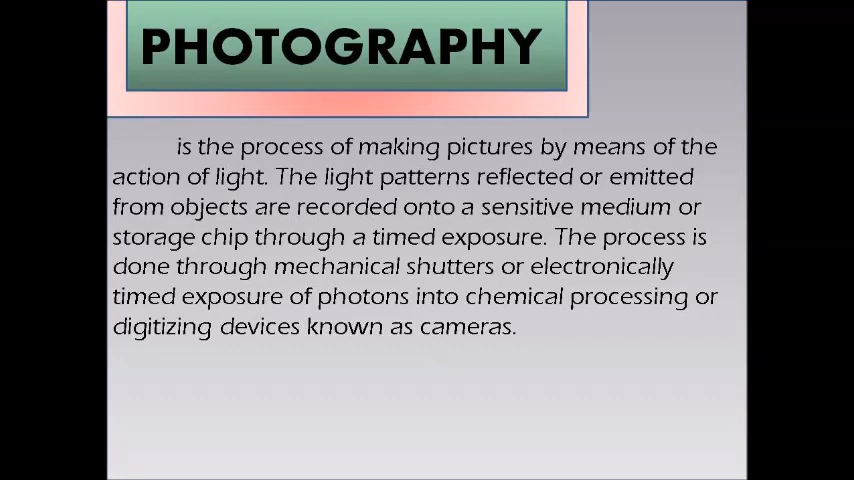 PHOTOGRAPHY
is the process of making pictures by means of the
action of light. The light patterns reflected or emitted
from objects are recorded onto a sensitive medium or
storage chip through a timed exposure. The process is
done through mechanical shutters or electronically
timed exposure of photons into chemical processing or
digitizing devices known as cameras.